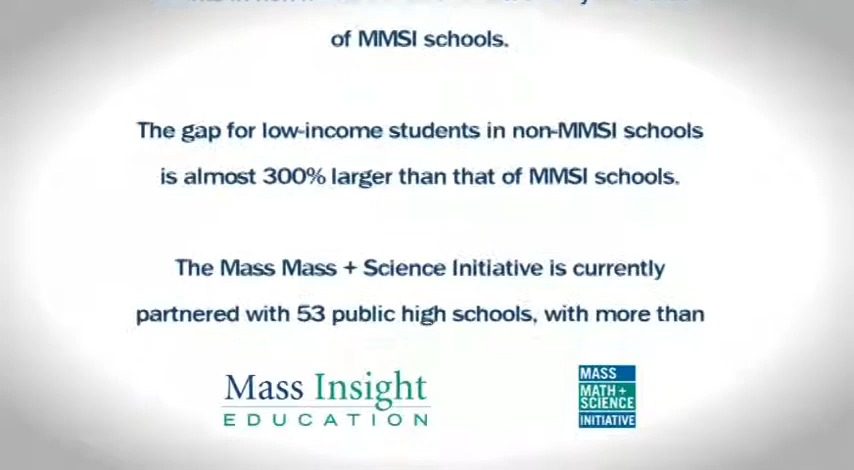 of MMSI schools.
The gap for low-income students in non-MMSI schools
is almost 300% larger than that of MMSI schools.
The Mass Mass + Science Initiative is currently
partnered with 53 public high schools, with more than
Mass Insight
EDUCATION
MASS
MATH +
SCIENCE
INITIATIVE